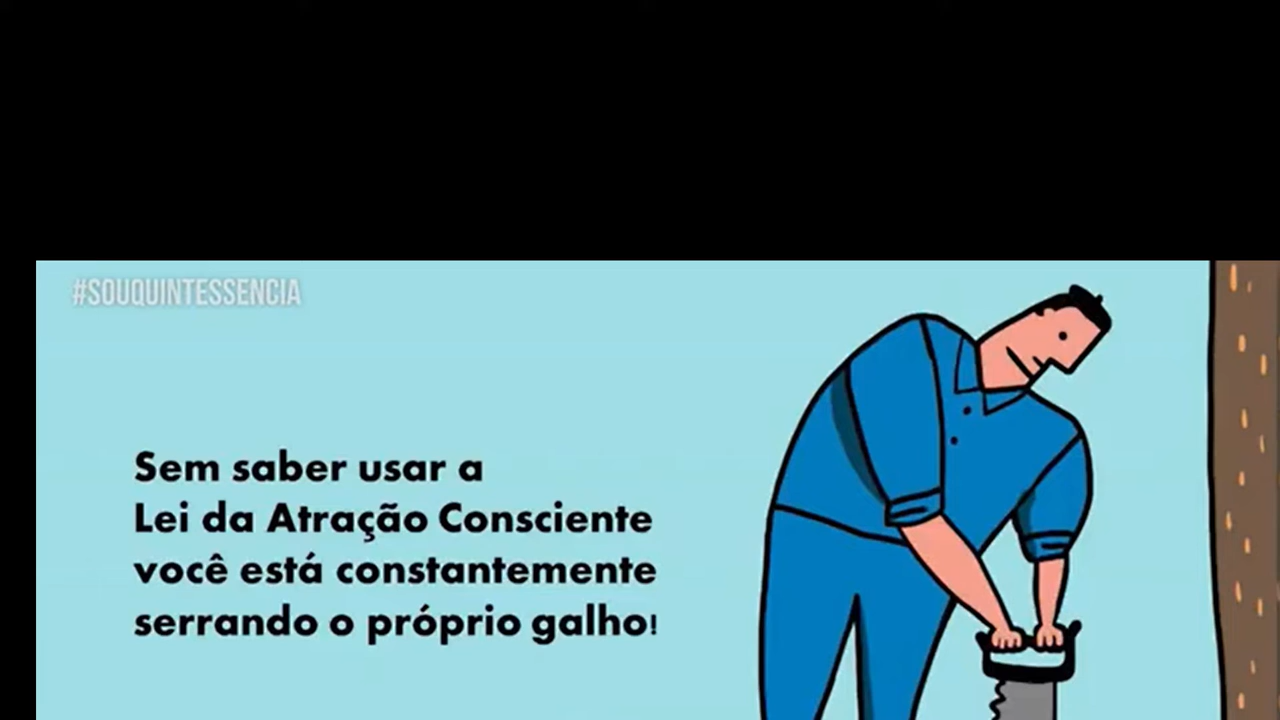 #SOUQUINTESSENCIA
Sem saber usar a
Lei da Atração Consciente
você está constantemente
serrando o próprio galho!